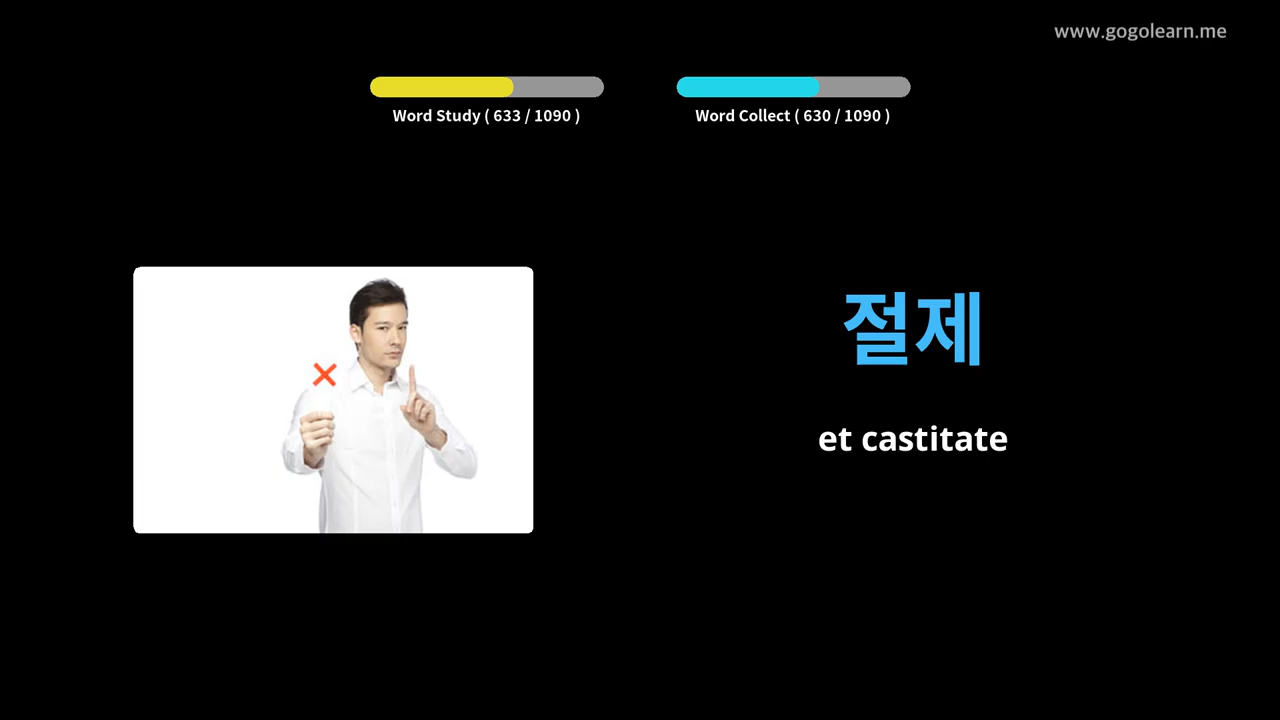 www.gogolearn.me
Word Study ( 633 / 1090 )
Word Collect ( 630 / 1090 )
절제
et castitate